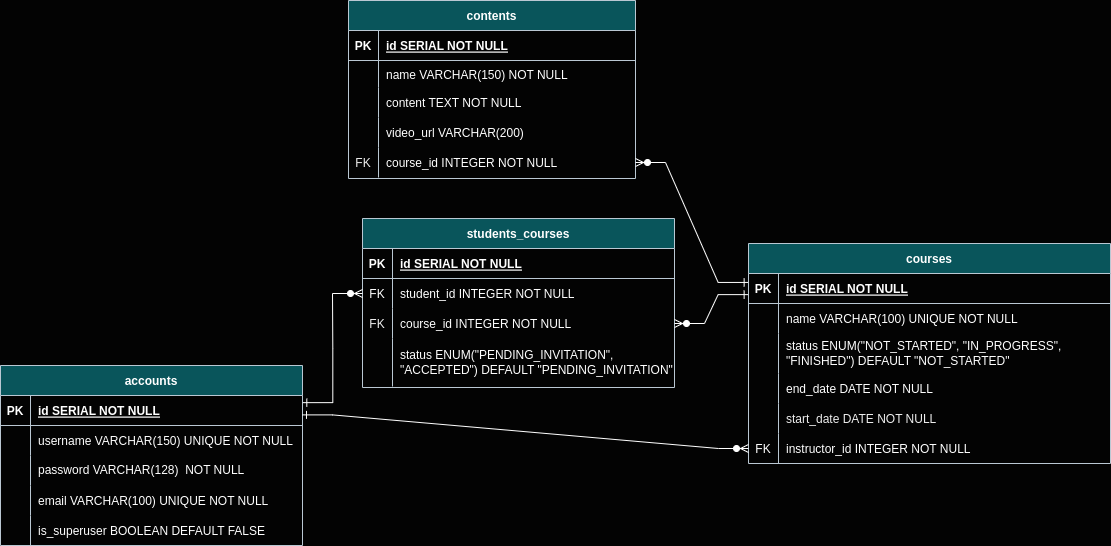 contents
PK id SERIAL NOT NULL
name VARCHAR(150) NOT NULL
content TEXT NOT NULL
video_url VARCHAR(200)
FK course_id INTEGER NOT NULL
students_courses
PK id SERIAL NOT NULL
FK student_id INTEGER NOT NULL
FK course_id INTEGER NOT NULL
status ENUM("PENDING_INVITATION",
"ACCEPTED") DEFAULT "PENDING_INVITATION"
courses
PK id SERIAL NOT NULL
name VARCHAR(100) UNIQUE NOT NULL
status ENUM("NOT_STARTED", "IN_PROGRESS",
"FINISHED") DEFAULT "NOT_STARTED"
end_date DATE NOT NULL
start_date DATE NOT NULL
FK instructor_id INTEGER NOT NULL
accounts
PK id SERIAL NOT NULL
username VARCHAR(150) UNIQUE NOT NULL
password VARCHAR(128)  NOT NULL
email VARCHAR(100) UNIQUE NOT NULL
is_superuser BOOLEAN DEFAULT FALSE